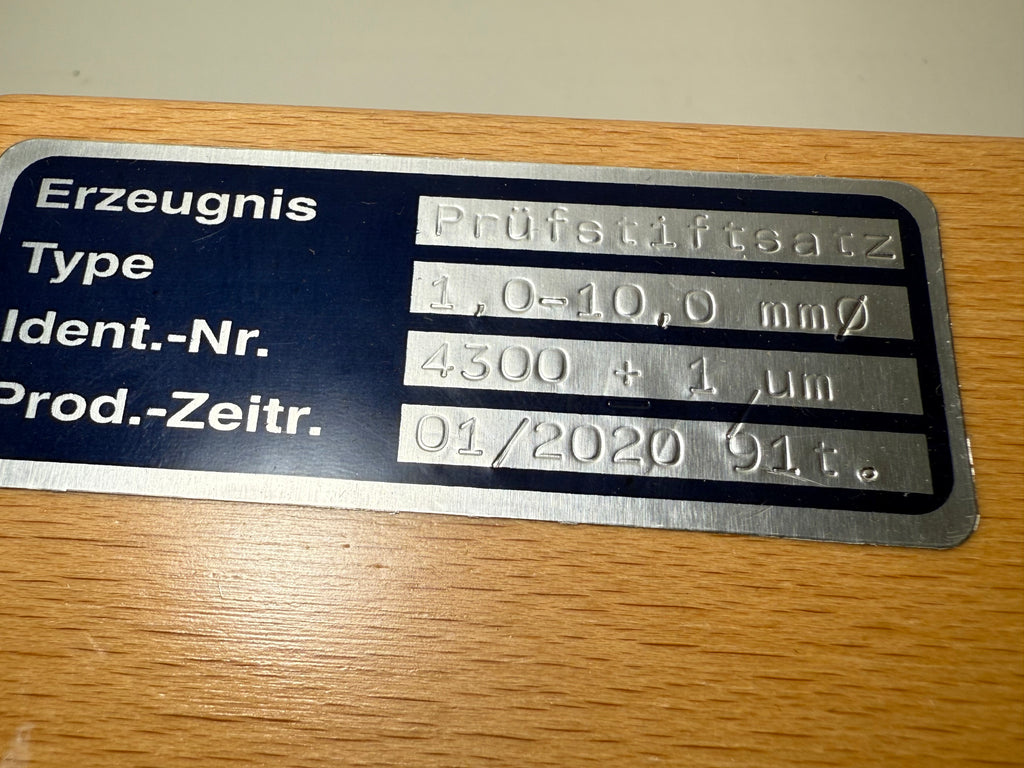 Erzeugnis Prüfstiftsatz
Type 1,0-10,0 mmØ
Ident.-Nr. 4300 + 1 µm
Prod.-Zeitr. 01/2020 91t.